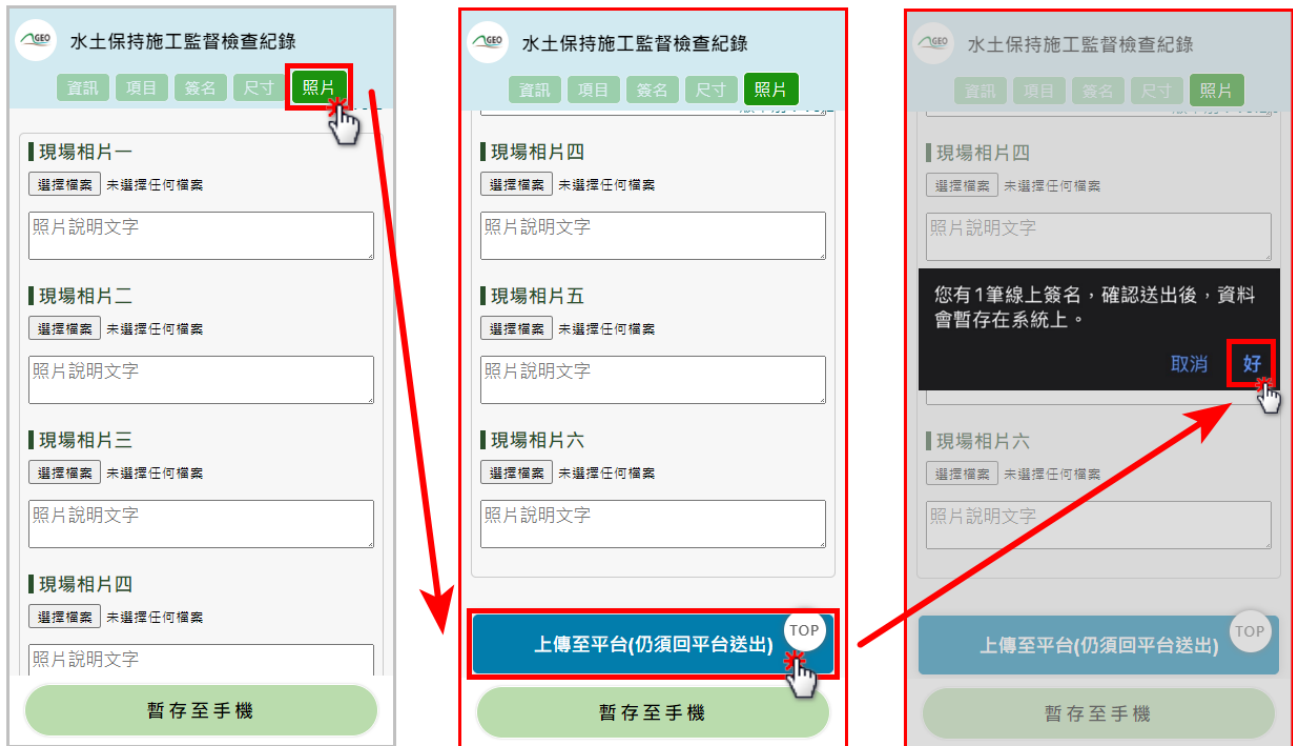 GEO
水土保持施工監督檢查紀錄
資訊 項目 簽名 尺寸 照片
現場相片一
選擇檔案 未選擇任何檔案
照片說明文字
現場相片二
選擇檔案 未選擇任何檔案
照片說明文字
現場相片三
選擇檔案 未選擇任何檔案
照片說明文字
現場相片四
選擇檔案 未選擇任何檔案
照片說明文字
暫存至手機
GEO
水土保持施工監督檢查紀錄
資訊 項目 簽名 尺寸 照片
現場相片四
選擇檔案 未選擇任何檔案
照片說明文字
現場相片五
選擇檔案 未選擇任何檔案
照片說明文字
現場相片六
選擇檔案 未選擇任何檔案
照片說明文字
上傳至平台(仍須回平台送出)
TOP
暫存至手機
GEO
水土保持施工監督檢查紀錄
資訊 項目 簽名 尺寸 照片
現場相片四
選擇檔案 未選擇任何檔案
照片說明文字
您有1筆線上簽名，確認送出後，資料
會暫存在系統上。
取消 好
現場相片六
選擇檔案 未選擇任何檔案
照片說明文字
上傳至平台(仍須回平台送出)
TOP
暫存至手機